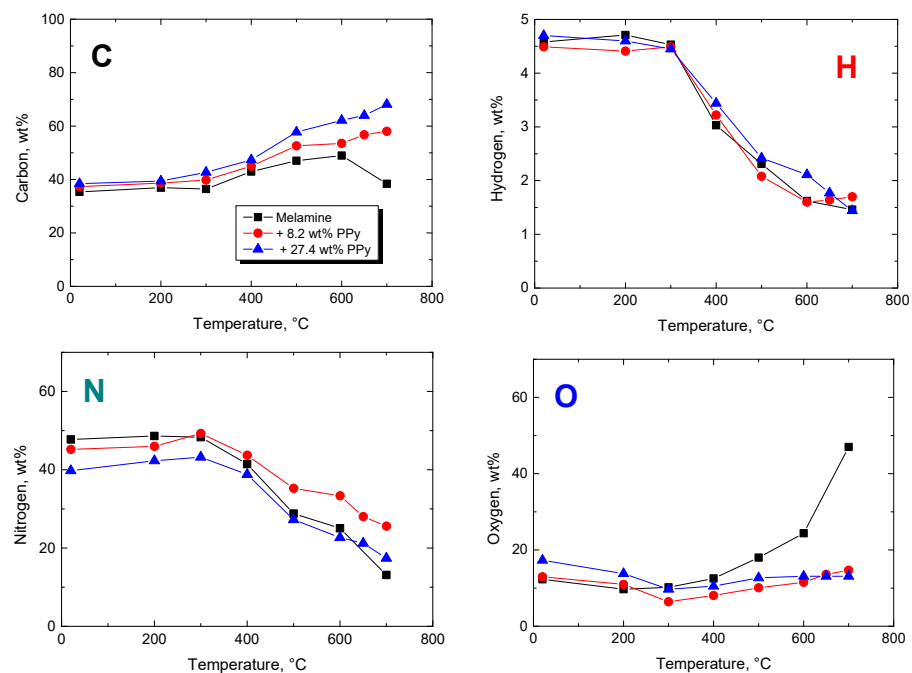 C
Carbon, wt%
100
80
60
40
20
0
Melamine
+ 8.2 wt% PPy
+ 27.4 wt% PPy
0 200 400 600 800
Temperature, °C
H
Hydrogen, wt%
5
4
3
2
1
0 200 400 600 800
Temperature, °C
N
Nitrogen, wt%
60
40
20
0
0 200 400 600 800
Temperature, °C
O
Oxygen, wt%
60
40
20
0
0 200 400 600 800
Temperature, °C